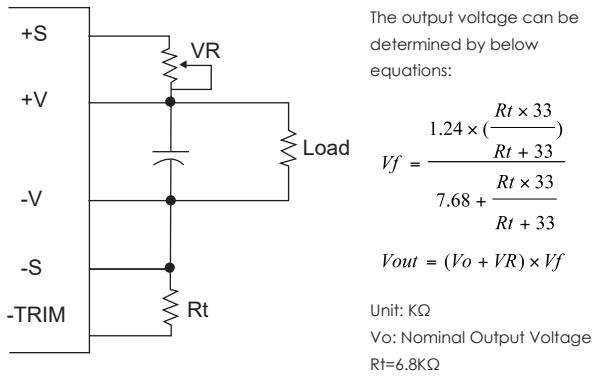 +S
VR
+V
Load
-V
-S
-TRIM
Rt
The output voltage can be
determined by below
equations:
Vf = 1.24 × (Rt × 33 / Rt + 33) / 7.68 + Rt × 33 / Rt + 33
Vout = (Vo + VR) × Vf
Unit: KΩ
Vo: Nominal Output Voltage
Rt=6.8KΩ